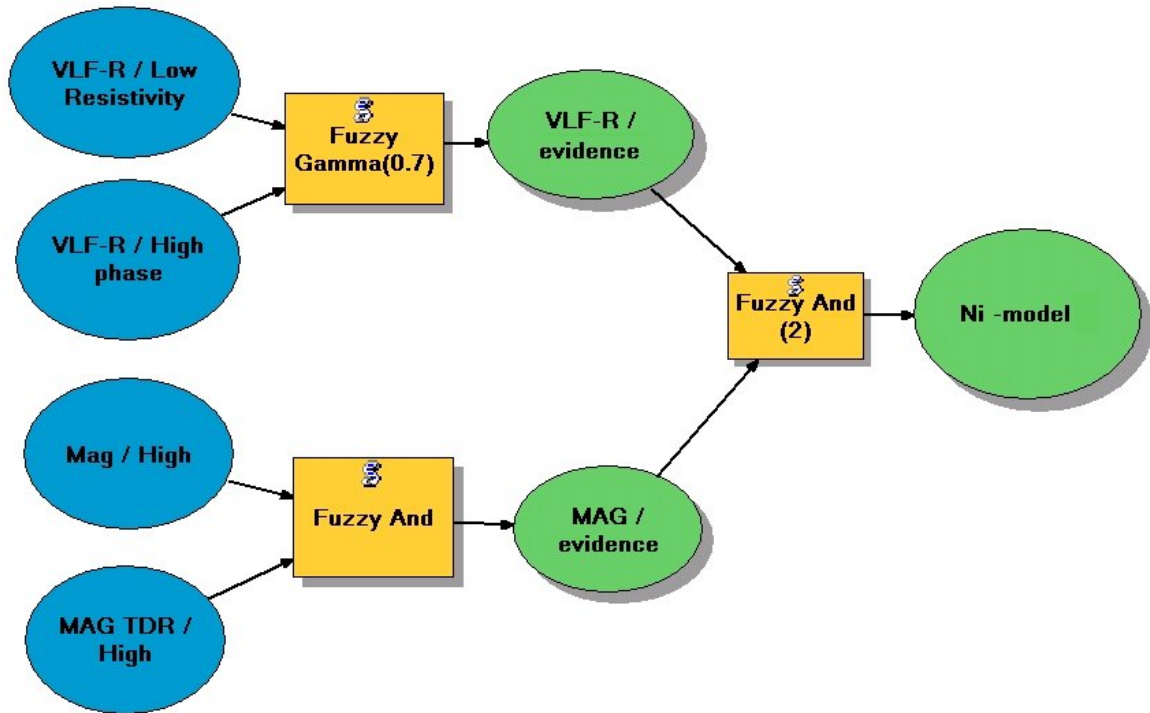 VLF-R / Low
Resistivity
Fuzzy
Gamma(0.7)
VLF-R /
evidence
VLF-R / High
phase
Fuzzy And
(2)
Ni -model
Mag / High
Fuzzy And
MAG /
evidence
MAG TDR /
High